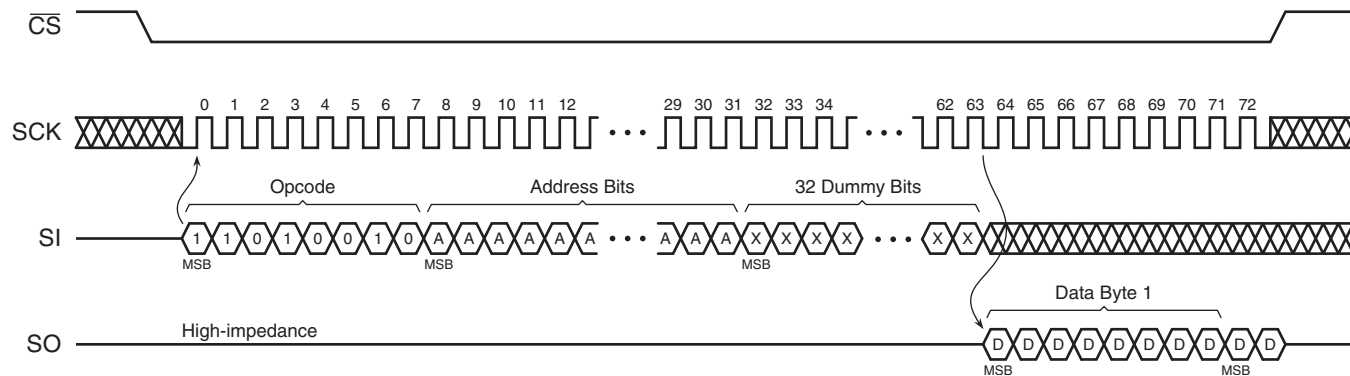 CS
0 1 2 3 4 5 6 7 8 9 10 11 12 29 30 31 32 33 34 62 63 64 65 66 67 68 69 70 71 72
SCK
Opcode Address Bits 32 Dummy Bits
SI 1 1 0 1 0 0 1 0 A A A A A A A A A X X X X X X
MSB MSB MSB
Data Byte 1
High-impedance
SO D D D D D D D D D D
MSB MSB